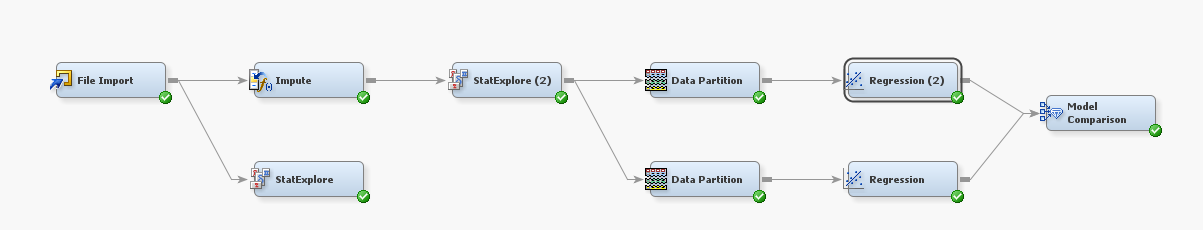 File Import
Impute
StatExplore (2)
Data Partition
Regression (2)
Model
Comparison
StatExplore
Data Partition
Regression